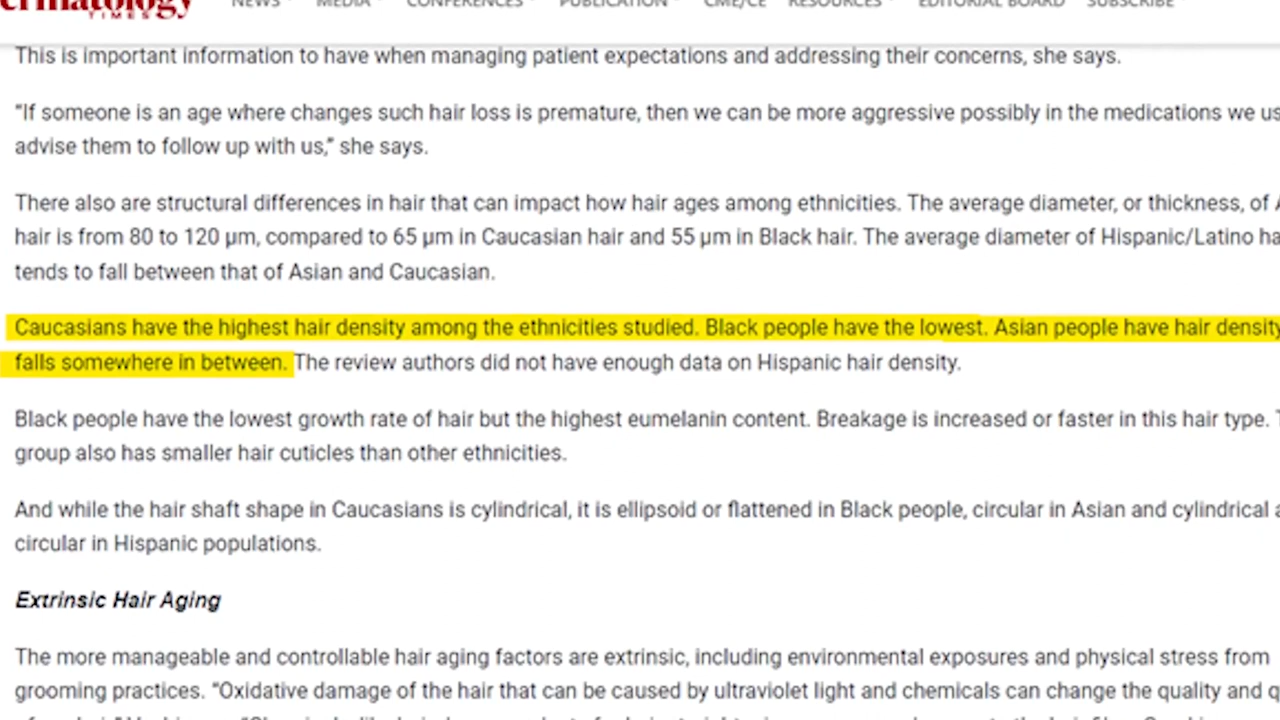 ermatology
TIMES
NEWS MEDIA CONFERENCES PUBLICATION CME/CE RESOURCES EDITORIAL BOARD SUBSCRIBE
This is important information to have when managing patient expectations and addressing their concerns, she says.
“If someone is an age where changes such hair loss is premature, then we can be more aggressive possibly in the medications we us
advise them to follow up with us,” she says.
There also are structural differences in hair that can impact how hair ages among ethnicities. The average diameter, or thickness, of A
hair is from 80 to 120 µm, compared to 65 µm in Caucasian hair and 55 µm in Black hair. The average diameter of Hispanic/Latino ha
tends to fall between that of Asian and Caucasian.
Caucasians have the highest hair density among the ethnicities studied. Black people have the lowest. Asian people have hair density
falls somewhere in between. The review authors did not have enough data on Hispanic hair density.
Black people have the lowest growth rate of hair but the highest eumelanin content. Breakage is increased or faster in this hair type. T
group also has smaller hair cuticles than other ethnicities.
And while the hair shaft shape in Caucasians is cylindrical, it is ellipsoid or flattened in Black people, circular in Asian and cylindrical a
circular in Hispanic populations.
Extrinsic Hair Aging
The more manageable and controllable hair aging factors are extrinsic, including environmental exposures and physical stress from
grooming practices. “Oxidative damage of the hair that can be caused by ultraviolet light and chemicals can change the quality and q